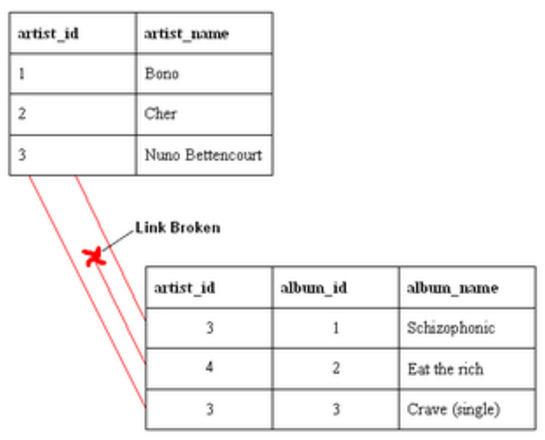 artist_id artist_name
1 Bono
2 Cher
3 Nuno Bettencourt
Link Broken
artist_id album_id album_name
3 1 Schizophonic
4 2 Eat the rich
3 3 Crave (single)